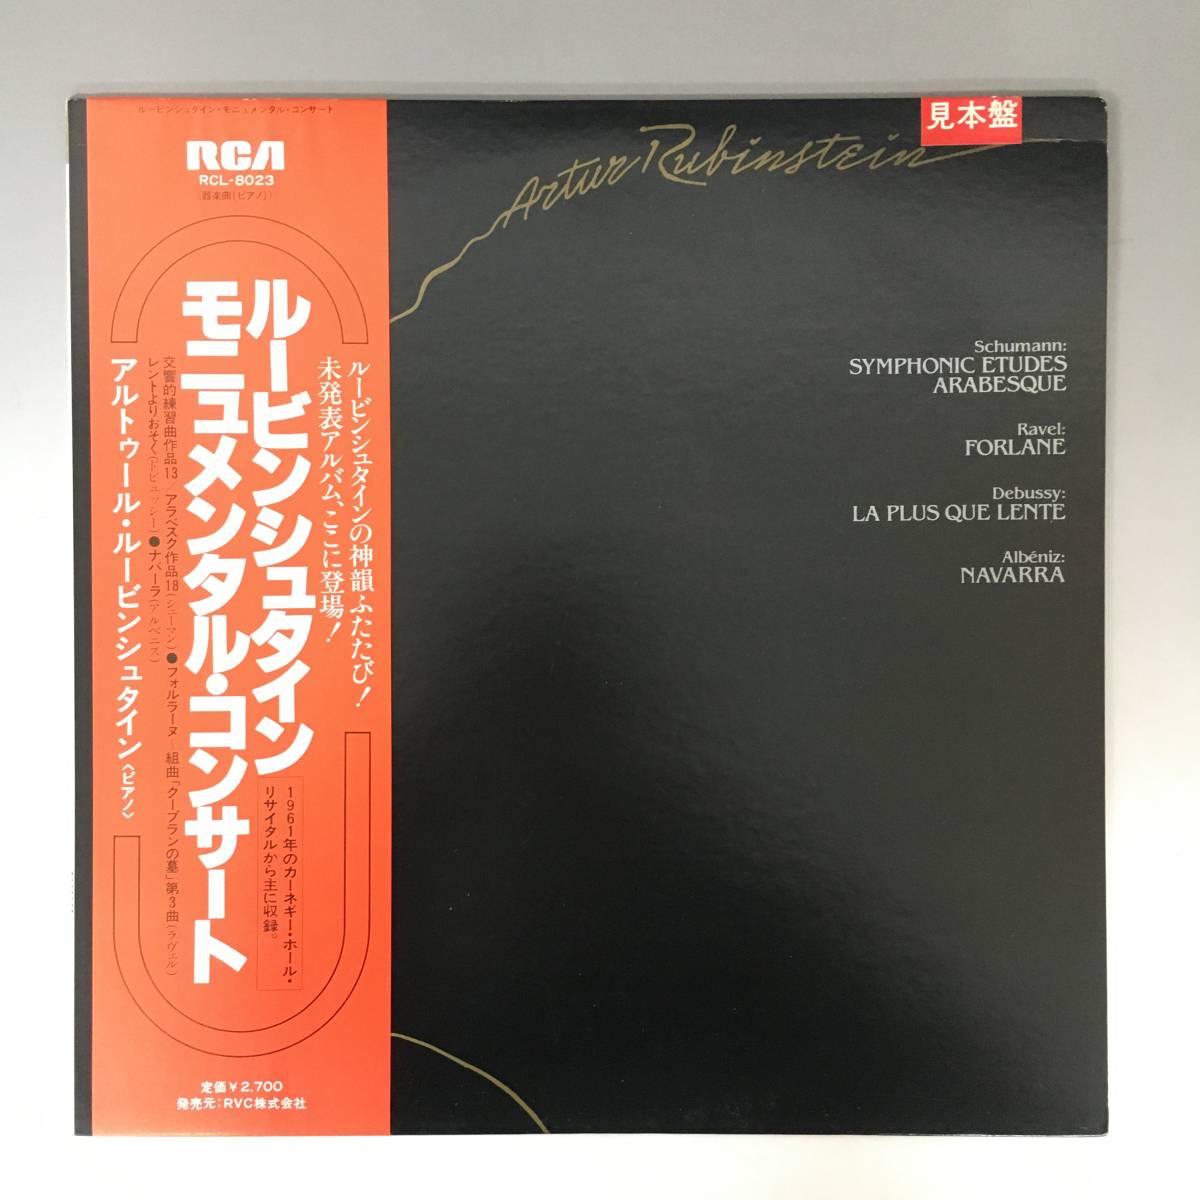 ルービンシュタイン・モニュメンタル・コンサート
RCA
RCL-8023
(器楽曲(ピアノ))
ルービンシュタインの神韻ふたたび!
未発表アルバム、ここに登場!
ルービンシュタイン
モニュメンタル・コンサート
1961年のカーネギー・ホール・
リサイタルから主に収録。
交響的練習曲作品13/アラベスク作品18(シューマン)●フォルラーヌ～組曲「クープランの墓」第3曲(ラヴェル)
レントよりおそく(ドビュッシー)●ナバーラ(アルベニス)
アルトゥール・ルービンシュタイン〈ピアノ〉
定価¥2,700
発売元:RVC株式会社
見本盤
Artur Rubinstein
Schumann:
SYMPHONIC ETUDES
ARABESQUE
Ravel:
FORLANE
Debussy:
LA PLUS QUE LENTE
Albéniz:
NAVARRA